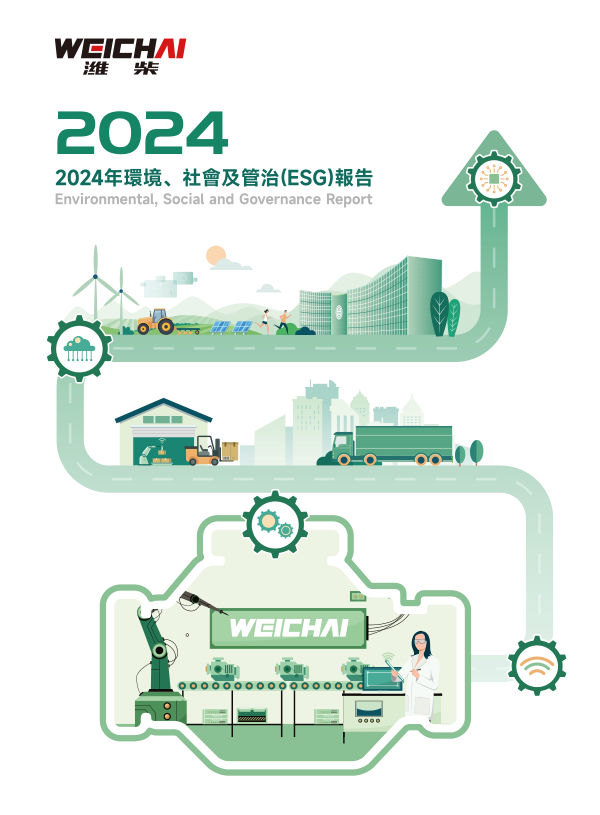 WEICHAI
潍柴
2024
2024年環境、社會及管治(ESG)報告
Environmental, Social and Governance Report
WEICHAI